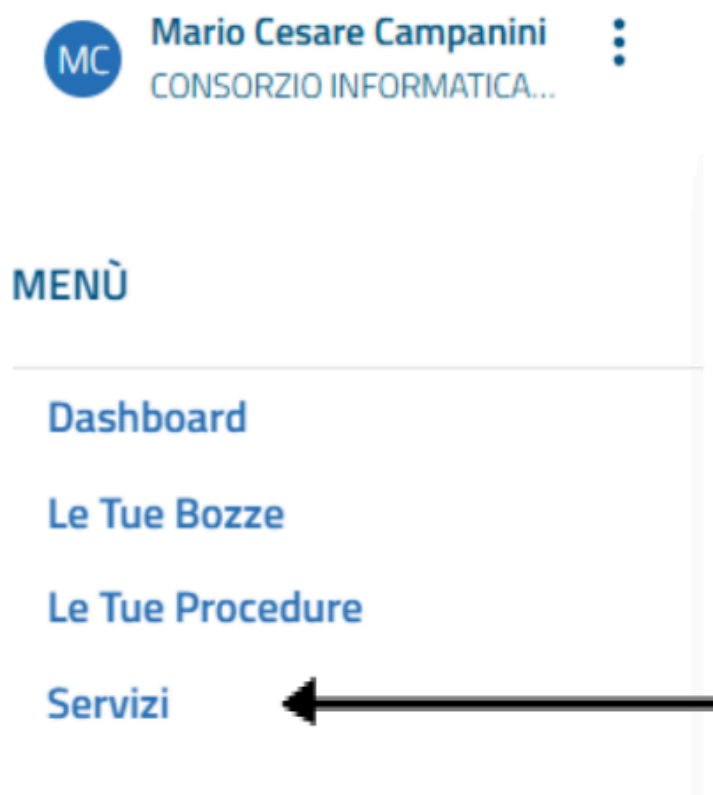 MC
Mario Cesare Campanini
CONSORZIO INFORMATICA...
MENÙ
Dashboard
Le Tue Bozze
Le Tue Procedure
Servizi